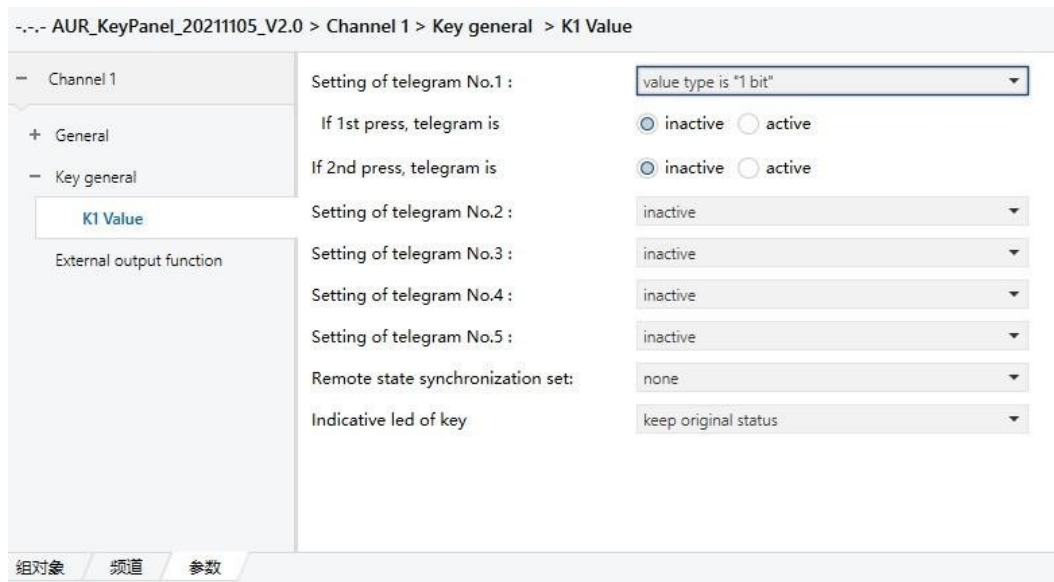 -.-.- AUR_KeyPanel_20211105_V2.0 > Channel 1 > Key general > K1 Value
− Channel 1
+ General
− Key general
K1 Value
External output function
Setting of telegram No.1 : value type is "1 bit"
If 1st press, telegram is inactive active
If 2nd press, telegram is inactive active
Setting of telegram No.2 : inactive
Setting of telegram No.3 : inactive
Setting of telegram No.4 : inactive
Setting of telegram No.5 : inactive
Remote state synchronization set: none
Indicative led of key keep original status
组对象 频道 参数